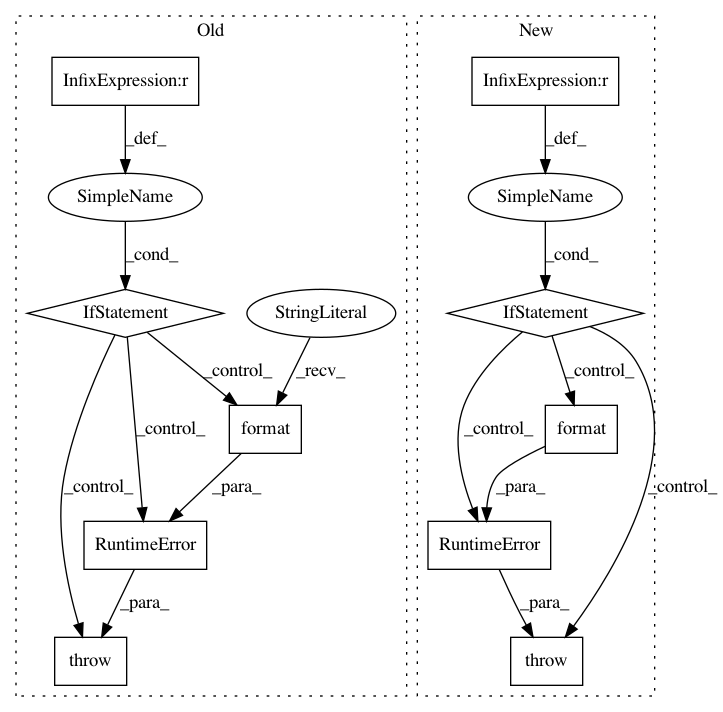 Old
New
InfixExpression:r
InfixExpression:r
_def_
_def_
SimpleName
SimpleName
_cond_
_cond_
IfStatement
StringLiteral
IfStatement
_control_
_recv_
_control_
format
format
_control_
_control_
_control_
_para_
_para_
_control_
RuntimeError
RuntimeError
_para_
_para_
throw
throw